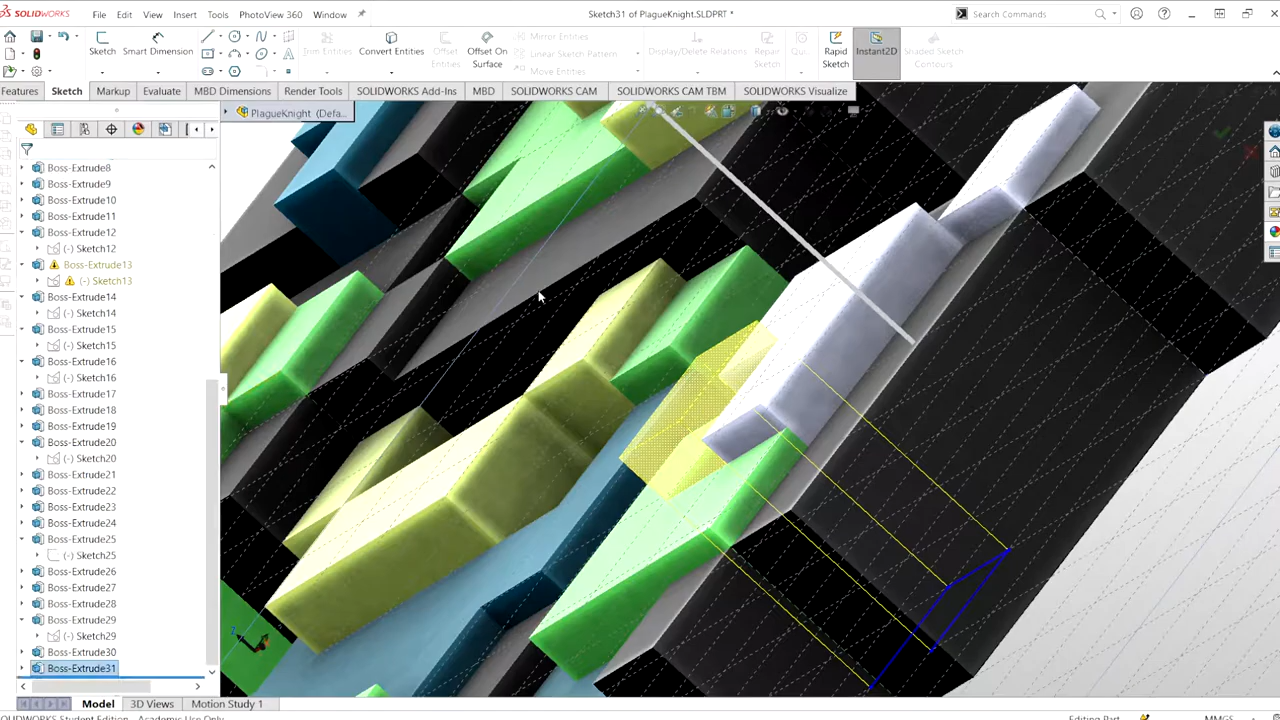 SOLIDWORKS
File
Edit
View
Insert
Tools
PhotoView 360
Window
Sketch31 of PlagueKnight.SLDPRT *
Search Commands
Sketch
Smart Dimension
Trim Entities
Convert Entities
Offset Entities
Offset On Surface
Mirror Entities
Linear Sketch Pattern
Move Entities
Display/Delete Relations
Repair Sketch
Rapid Sketch
Instant2D
Shaded Sketch Contours
Features
Sketch
Markup
Evaluate
MBD Dimensions
Render Tools
SOLIDWORKS Add-Ins
MBD
SOLIDWORKS CAM
SOLIDWORKS CAM TBM
SOLIDWORKS Visualize
PlagueKnight (Defa...
Boss-Extrude8
Boss-Extrude9
Boss-Extrude10
Boss-Extrude11
Boss-Extrude12
(-) Sketch12
Boss-Extrude13
(-) Sketch13
Boss-Extrude14
(-) Sketch14
Boss-Extrude15
(-) Sketch15
Boss-Extrude16
(-) Sketch16
Boss-Extrude17
Boss-Extrude18
Boss-Extrude19
Boss-Extrude20
(-) Sketch20
Boss-Extrude21
Boss-Extrude22
Boss-Extrude23
Boss-Extrude24
Boss-Extrude25
(-) Sketch25
Boss-Extrude26
Boss-Extrude27
Boss-Extrude28
Boss-Extrude29
(-) Sketch29
Boss-Extrude30
Boss-Extrude31
Z
Model
3D Views
Motion Study 1
SOLIDWORKS Student Edition - Academic Use Only
Editing Part
MMGS